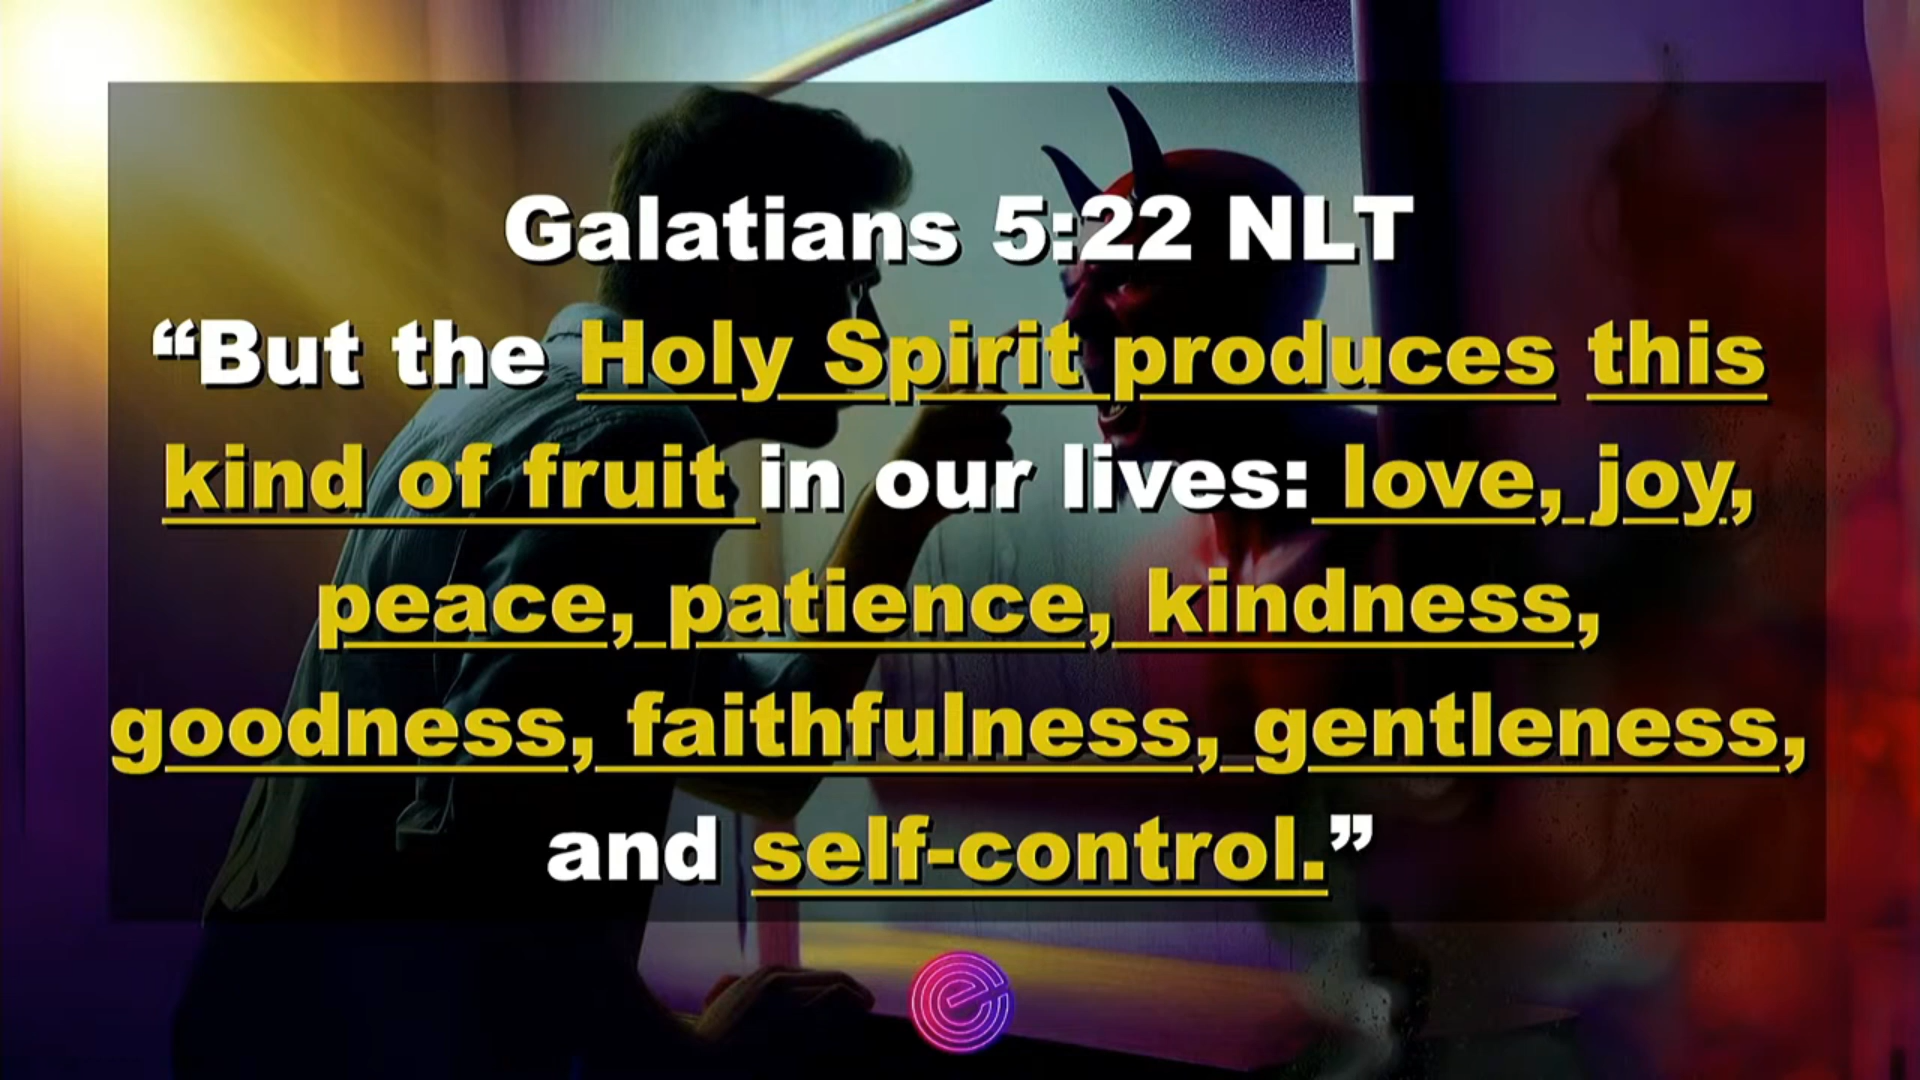 Galatians 5:22 NLT
“But the Holy Spirit produces this
kind of fruit in our lives: love, joy,
peace, patience, kindness,
goodness, faithfulness, gentleness,
and self-control.”